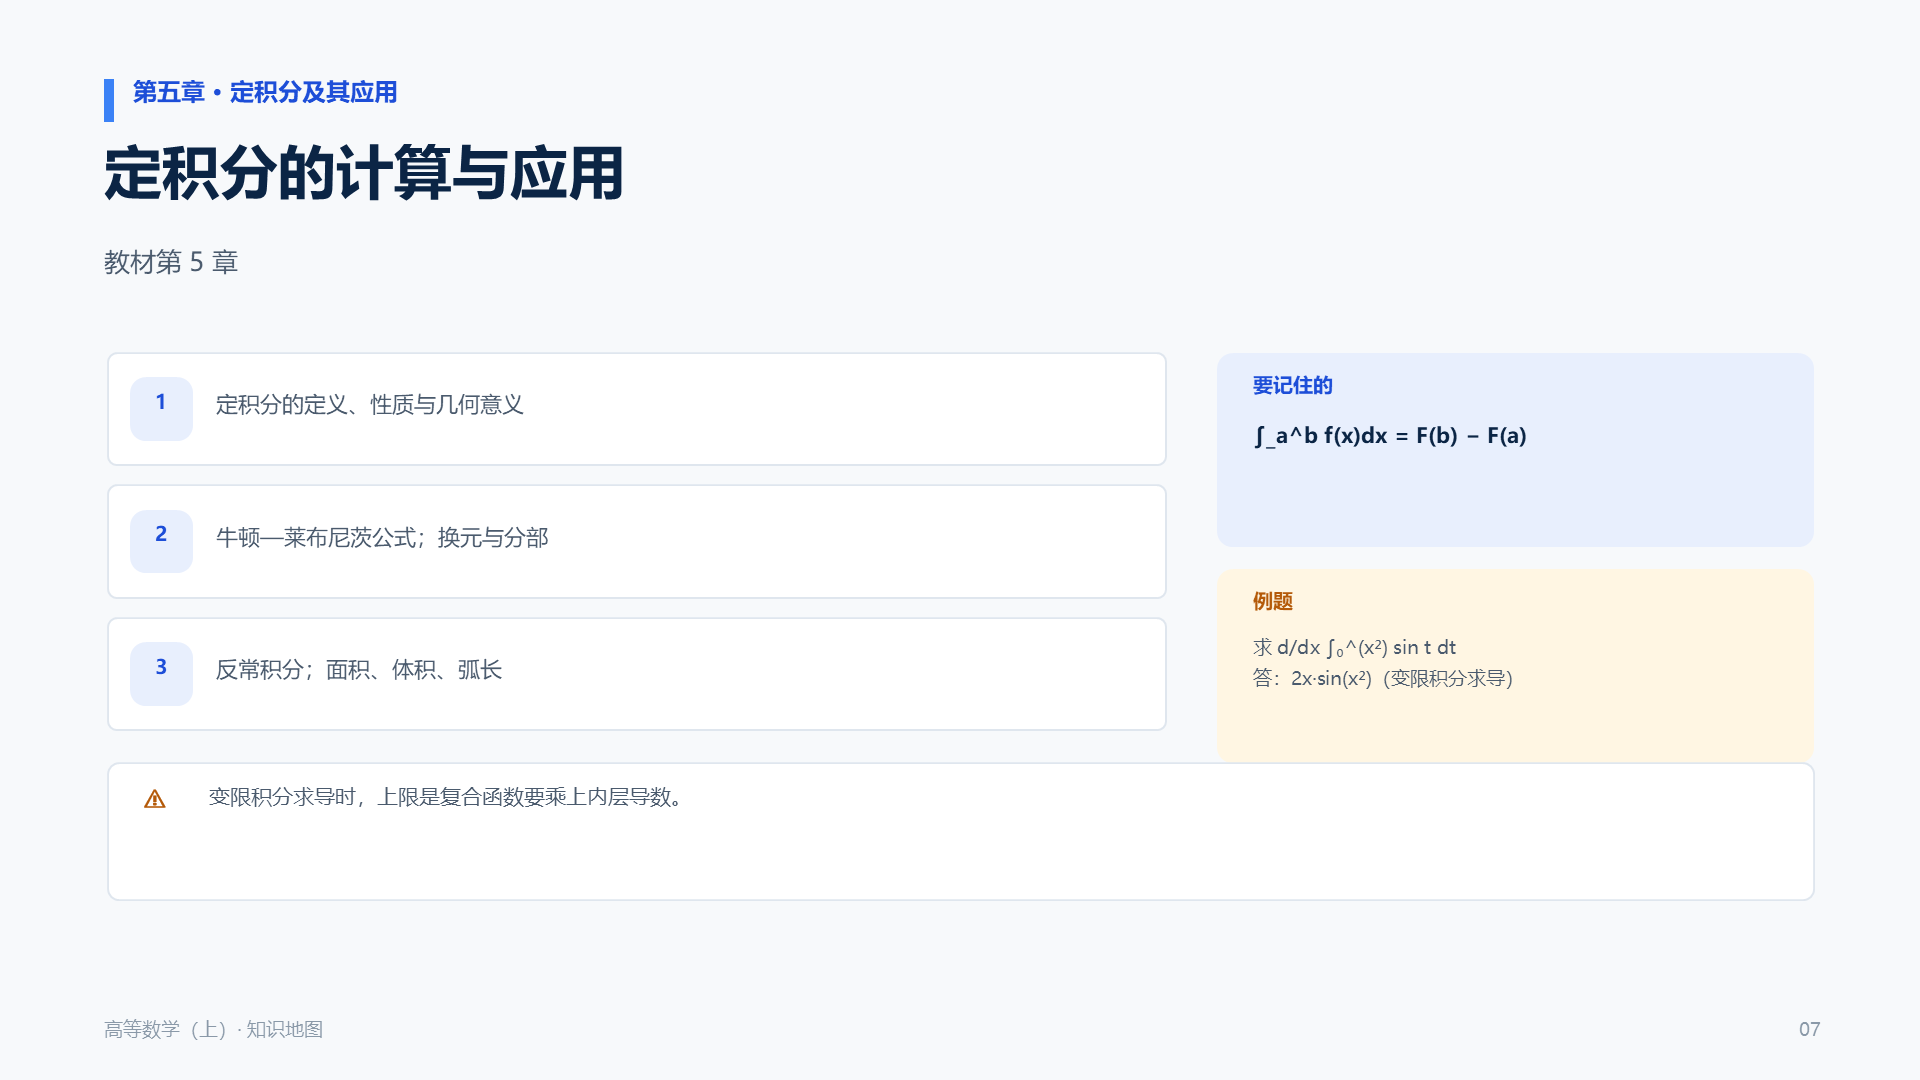 第五章 · 定积分及其应用
定积分的计算与应用
教材第 5 章
1 定积分的定义、性质与几何意义
2 牛顿—莱布尼茨公式；换元与分部
3 反常积分；面积、体积、弧长
要记住的
∫_a^b f(x)dx = F(b) − F(a)
例题
求 d/dx ∫₀^(x²) sin t dt
答：2x·sin(x²)（变限积分求导）
⚠ 变限积分求导时，上限是复合函数要乘上内层导数。
高等数学（上）· 知识地图
07